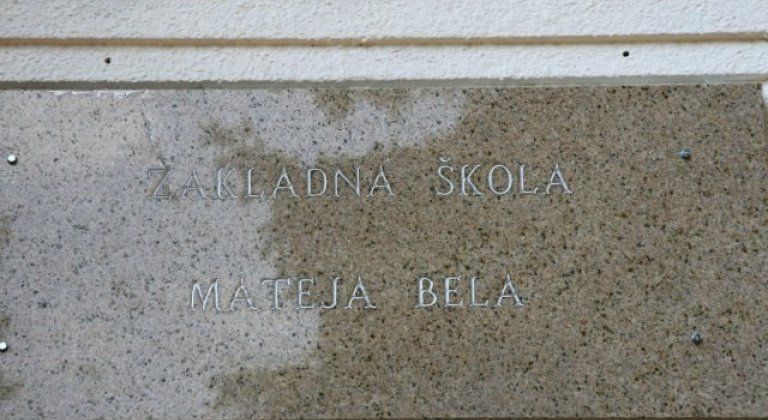 ZÁKLADNÁ ŠKOLA
MATEJA BELA